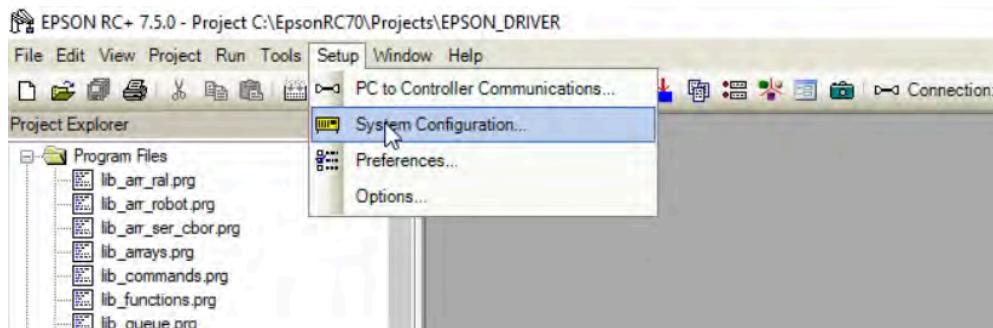 EPSON RC+ 7.5.0 - Project C:\EpsonRC70\Projects\EPSON_DRIVER
File Edit View Project Run Tools Setup Window Help
PC to Controller Communications...
Connection:
Project Explorer
System Configuration...
Program Files
Preferences...
lib_arr_ral.prg
lib_arr_robot.prg
Options...
lib_arr_ser_cbor.prg
lib_arrays.prg
lib_commands.prg
lib_functions.prg
lib_queue.prg